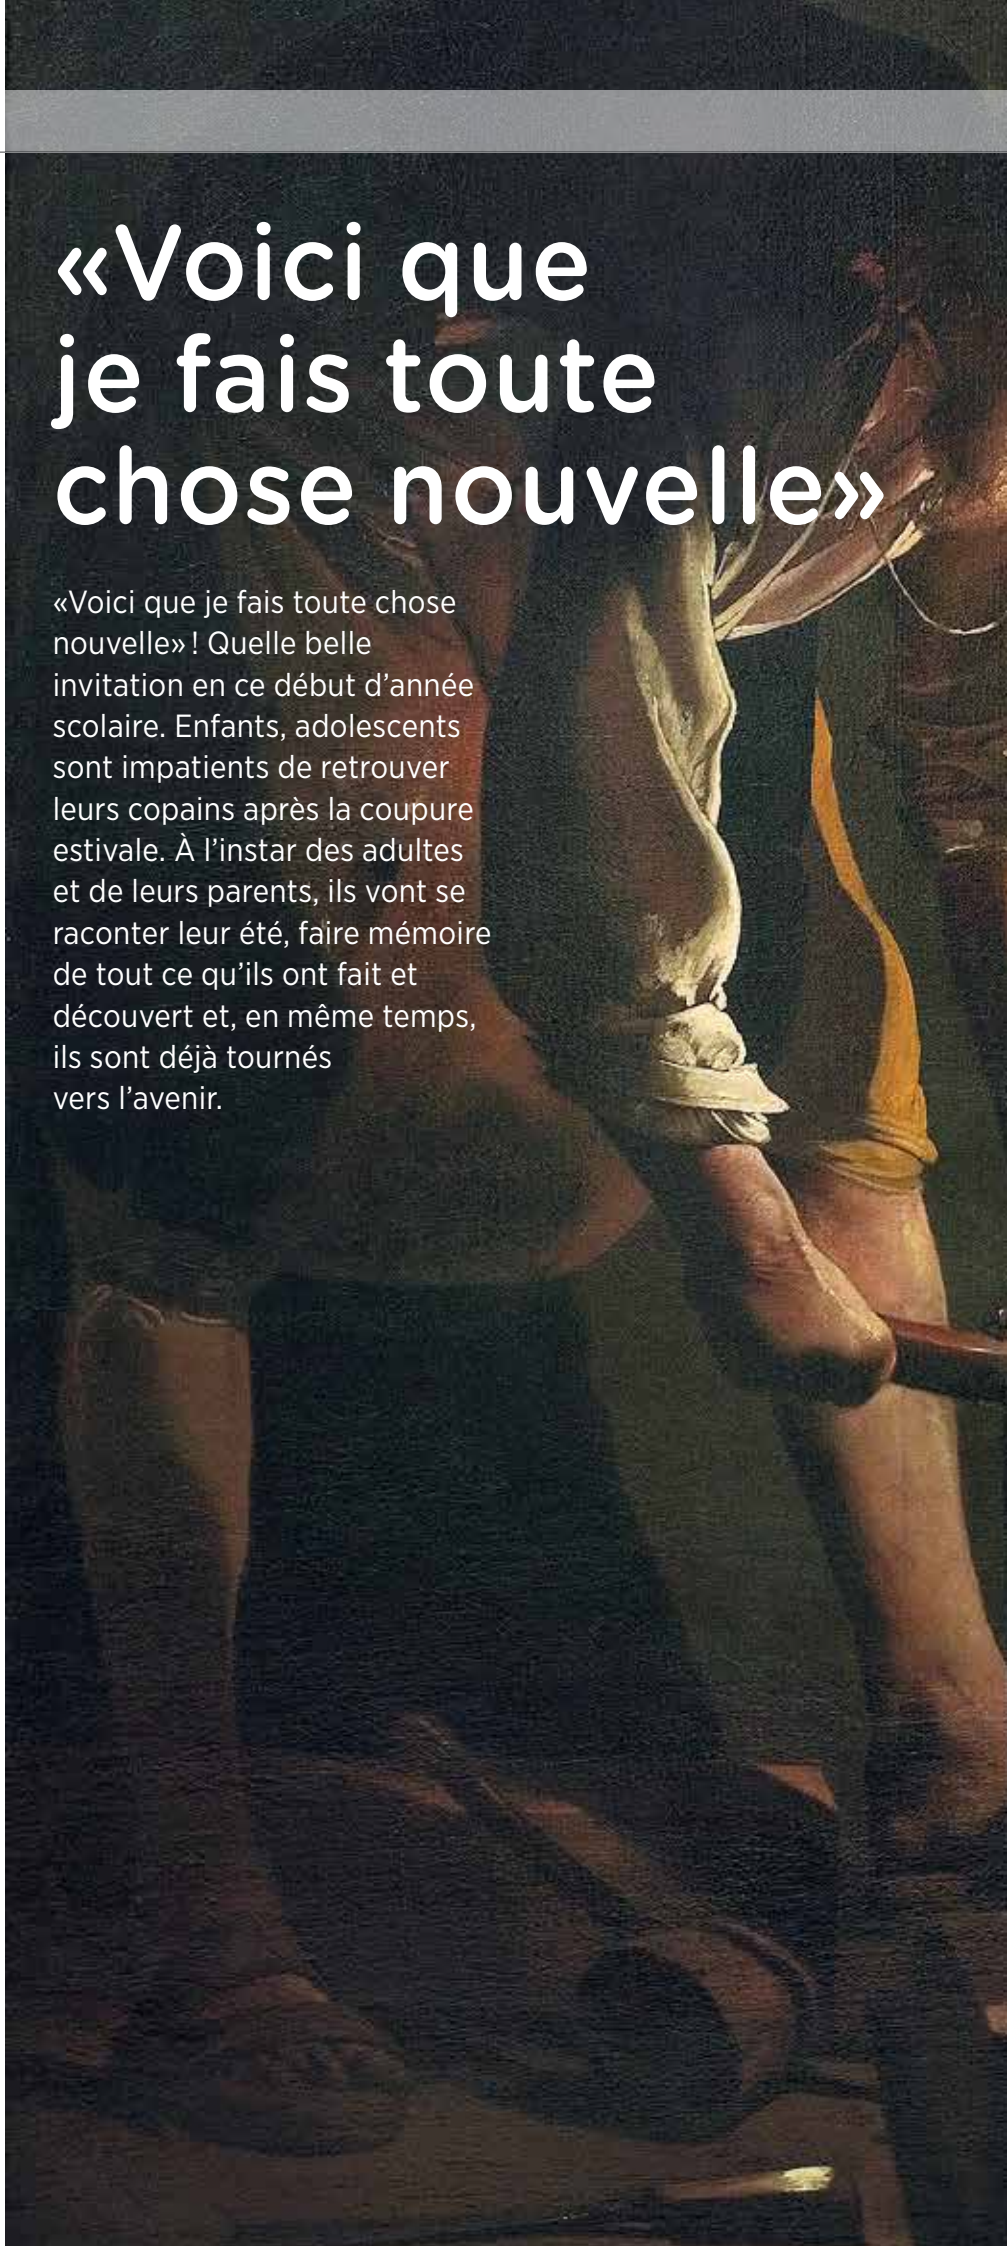 «Voici que
je fais toute
chose nouvelle»
«Voici que je fais toute chose
nouvelle» ! Quelle belle
invitation en ce début d’année
scolaire. Enfants, adolescents
sont impatients de retrouver
leurs copains après la coupure
estivale. À l’instar des adultes
et de leurs parents, ils vont se
raconter leur été, faire mémoire
de tout ce qu’ils ont fait et
découvert et, en même temps,
ils sont déjà tournés
vers l’avenir.